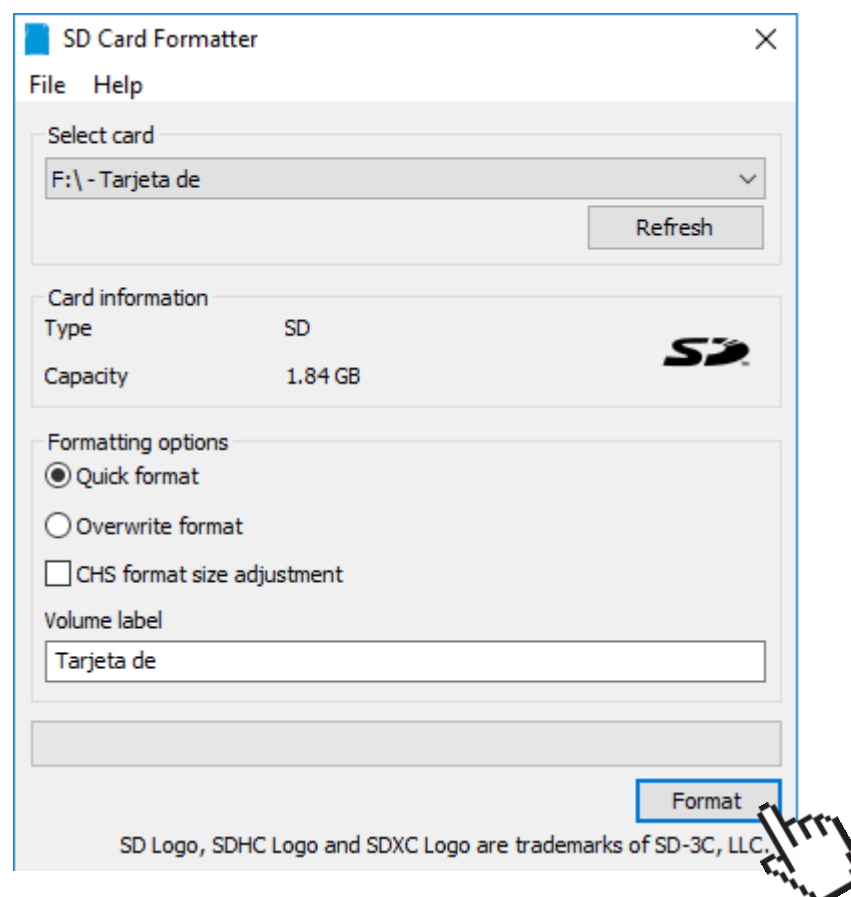 SD Card Formatter
File Help
Select card
F:\ - Tarjeta de
Refresh
Card information
Type SD
SD
Capacity 1.84 GB
Formatting options
Quick format
Overwrite format
CHS format size adjustment
Volume label
Tarjeta de
Format
SD Logo, SDHC Logo and SDXC Logo are trademarks of SD-3C, LLC.